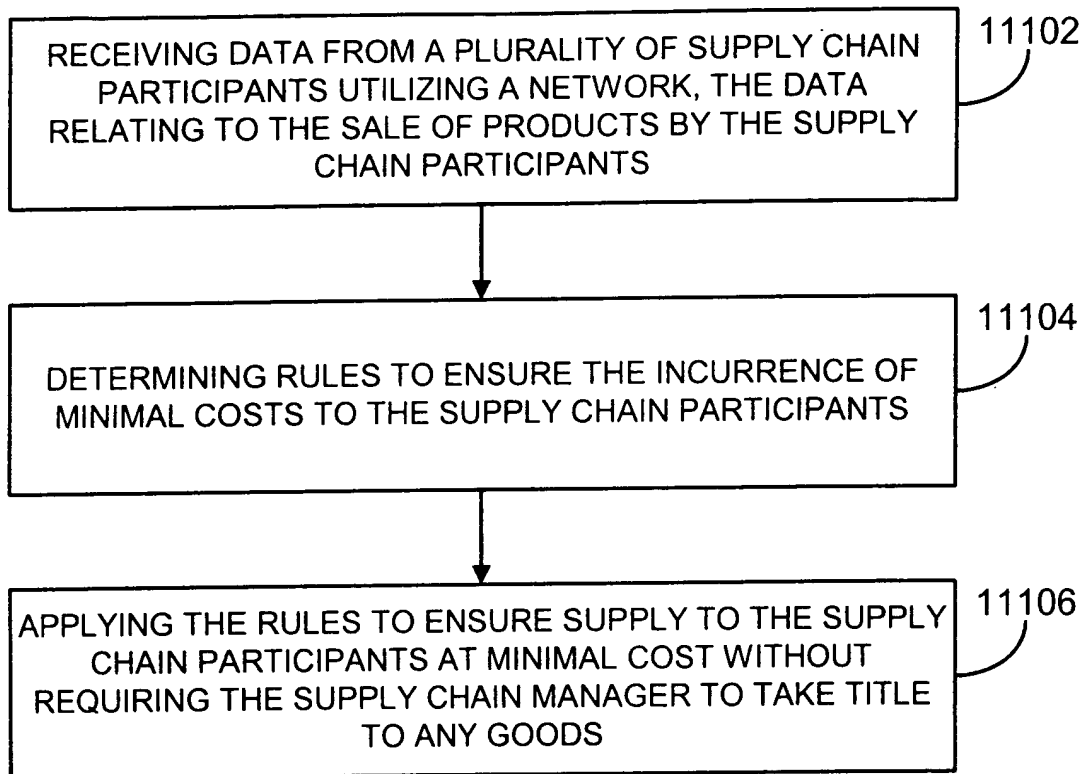 RECEIVING DATA FROM A PLURALITY OF SUPPLY CHAIN
PARTICIPANTS UTILIZING A NETWORK, THE DATA
RELATING TO THE SALE OF PRODUCTS BY THE SUPPLY
CHAIN PARTICIPANTS
11102
DETERMINING RULES TO ENSURE THE INCURRENCE OF
MINIMAL COSTS TO THE SUPPLY CHAIN PARTICIPANTS
11104
APPLYING THE RULES TO ENSURE SUPPLY TO THE SUPPLY
CHAIN PARTICIPANTS AT MINIMAL COST WITHOUT
REQUIRING THE SUPPLY CHAIN MANAGER TO TAKE TITLE
TO ANY GOODS
11106